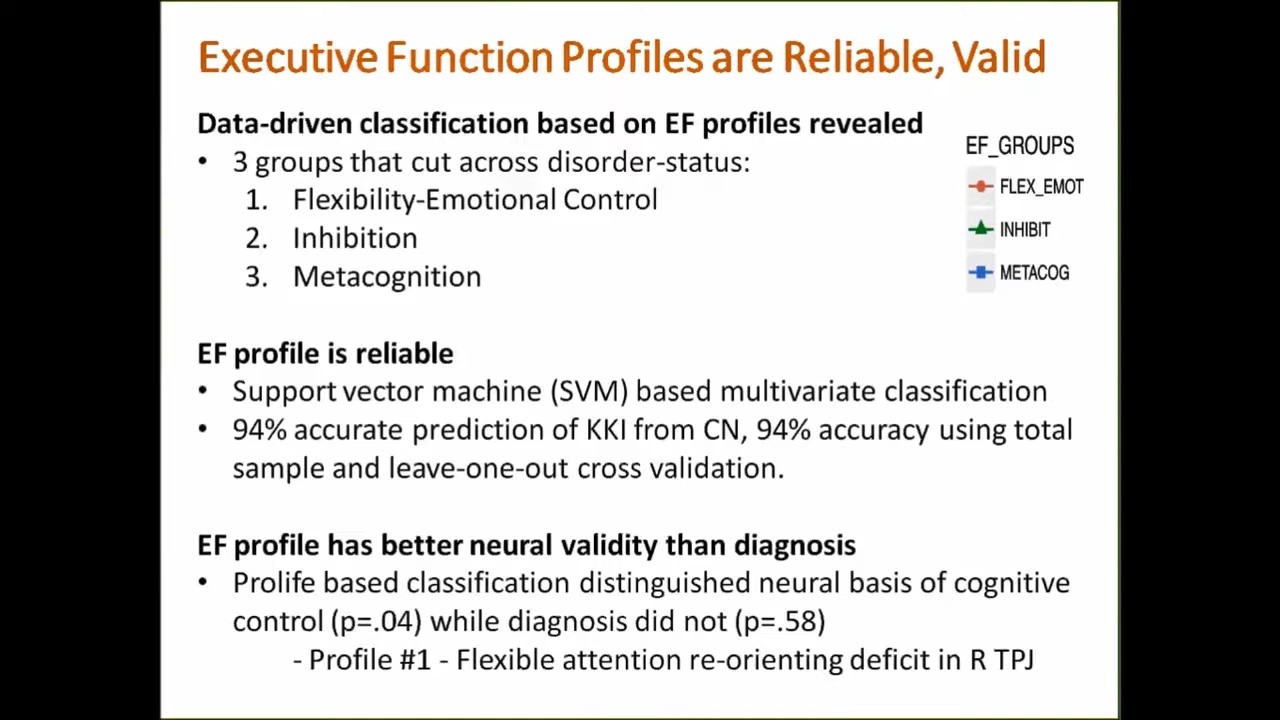 Executive Function Profiles are Reliable, Valid
Data-driven classification based on EF profiles revealed
• 3 groups that cut across disorder-status:
1. Flexibility-Emotional Control
2. Inhibition
3. Metacognition
EF_GROUPS
FLEX_EMOT
INHIBIT
METACOG
EF profile is reliable
• Support vector machine (SVM) based multivariate classification
• 94% accurate prediction of KKI from CN, 94% accuracy using total
sample and leave-one-out cross validation.
EF profile has better neural validity than diagnosis
• Prolife based classification distinguished neural basis of cognitive
control (p=.04) while diagnosis did not (p=.58)
- Profile #1 - Flexible attention re-orienting deficit in R TPJ